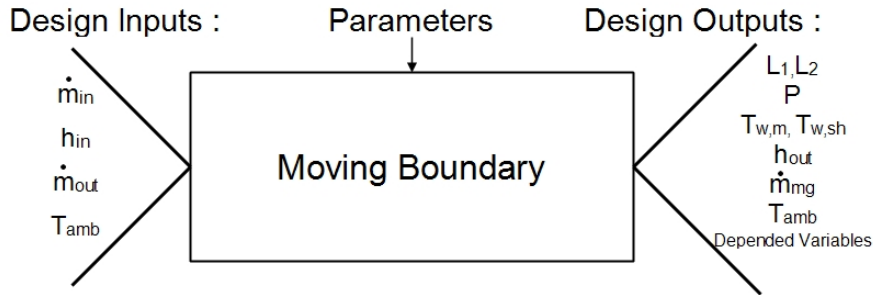 Design Inputs :
Parameters
Design Outputs :
ṁin
hin
ṁout
Tamb
Moving Boundary
L1,L2
P
Tw,m, Tw,sh
hout
ṁmg
Tamb
Depended Variables